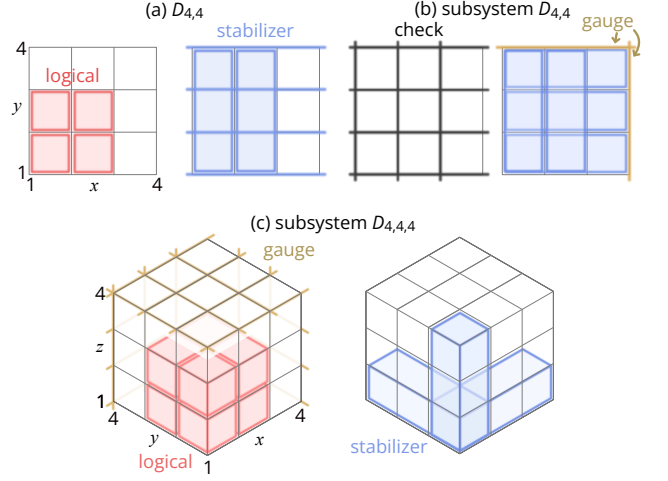 (a) D4,4
(b) subsystem D4,4
4
logical
y
1
1
x
4
stabilizer
check
gauge
(c) subsystem D4,4,4
gauge
4
z
1
4
y
logical
1
x
4
stabilizer